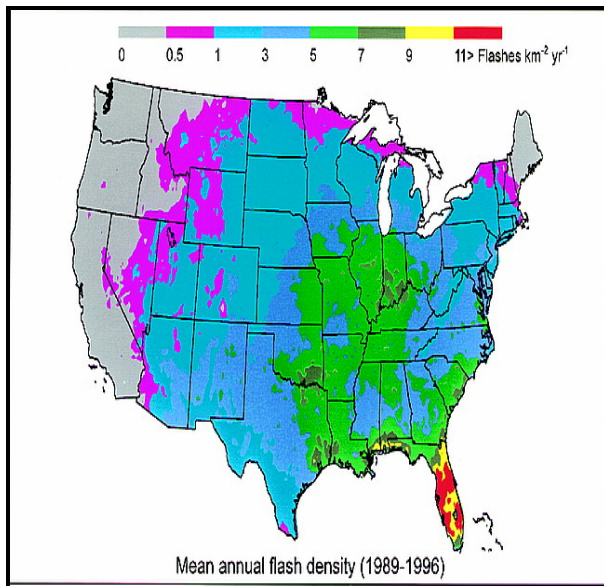 0 0.5 1 3 5 7 9 11> Flashes km⁻² yr⁻¹
Mean annual flash density (1989-1996)